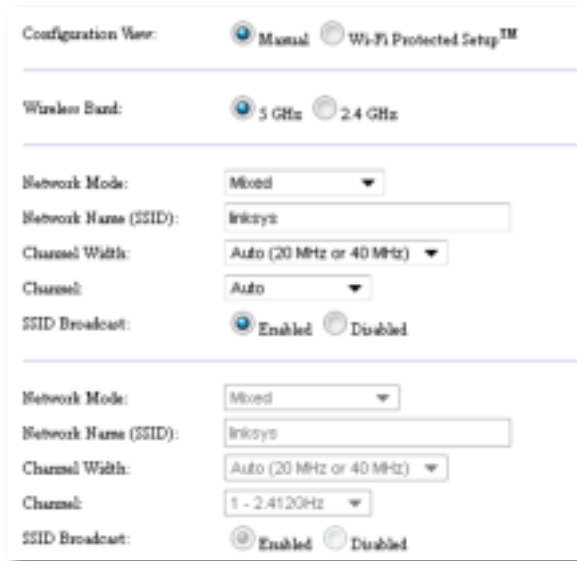 Configuration View: Manual Wi-Fi Protected Setup™
Wireless Band: 5 GHz 2.4 GHz
Network Mode: Mixed
Network Name (SSID): linksys
Channel Width: Auto (20 MHz or 40 MHz)
Channel: Auto
SSID Broadcast: Enabled Disabled
Network Mode: Mixed
Network Name (SSID): linksys
Channel Width: Auto (20 MHz or 40 MHz)
Channel: 1 - 2.412GHz
SSID Broadcast: Enabled Disabled